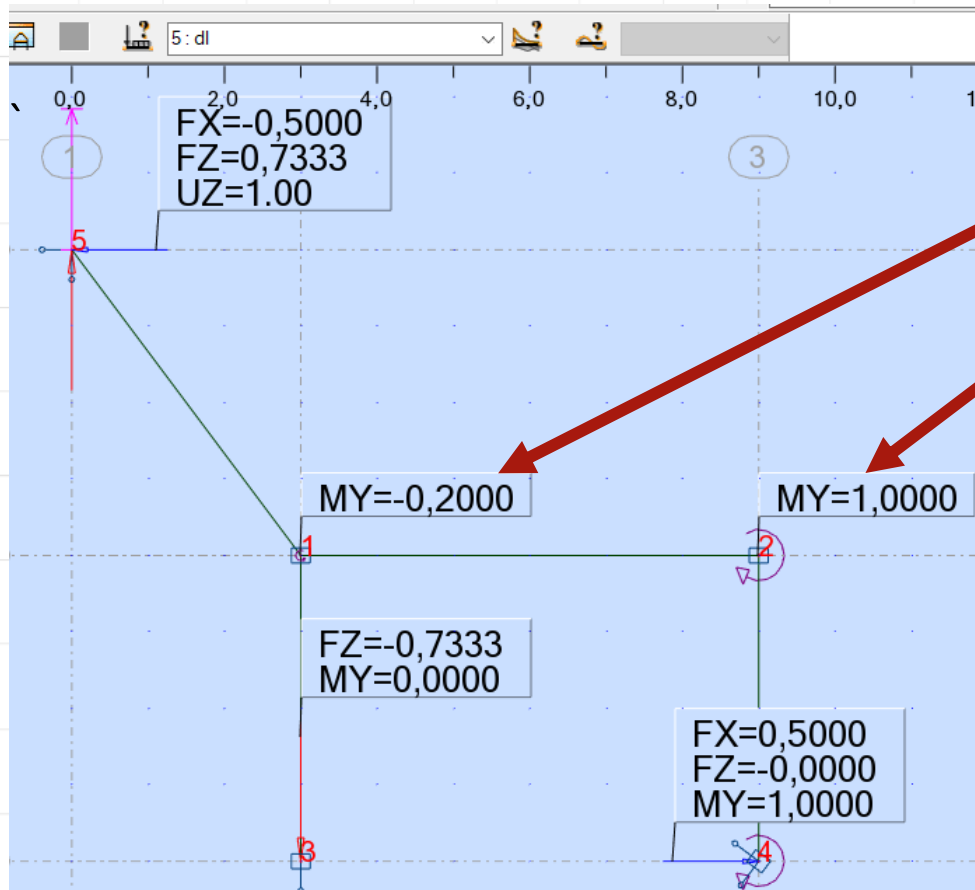 5 : dl
0,0 2,0 4,0 6,0 8,0 10,0
1
3
FX=-0,5000
FZ=0,7333
UZ=1.00
5
MY=-0,2000
MY=1,0000
1
2
FZ=-0,7333
MY=0,0000
FX=0,5000
FZ=-0,0000
MY=1,0000
3
4